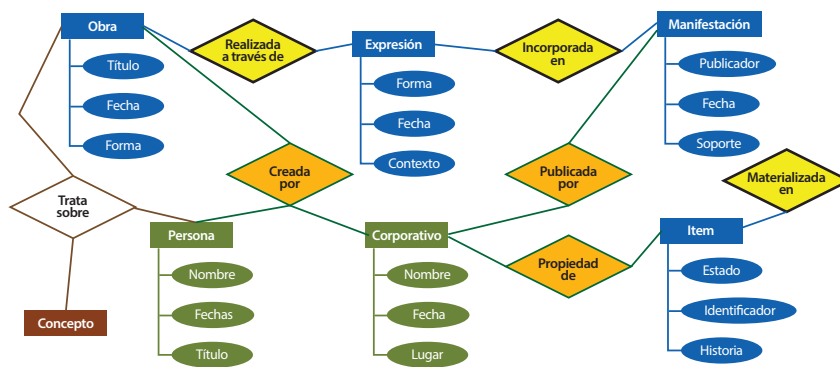 Obra
Título
Fecha
Forma
Realizada
a través de
Expresión
Forma
Fecha
Contexto
Incorporada
en
Manifestación
Publicador
Fecha
Soporte
Creada
por
Publicada
por
Materializada
en
Trata
sobre
Persona
Nombre
Fechas
Título
Corporativo
Nombre
Fecha
Lugar
Propiedad
de
Item
Estado
Identificador
Historia
Concepto